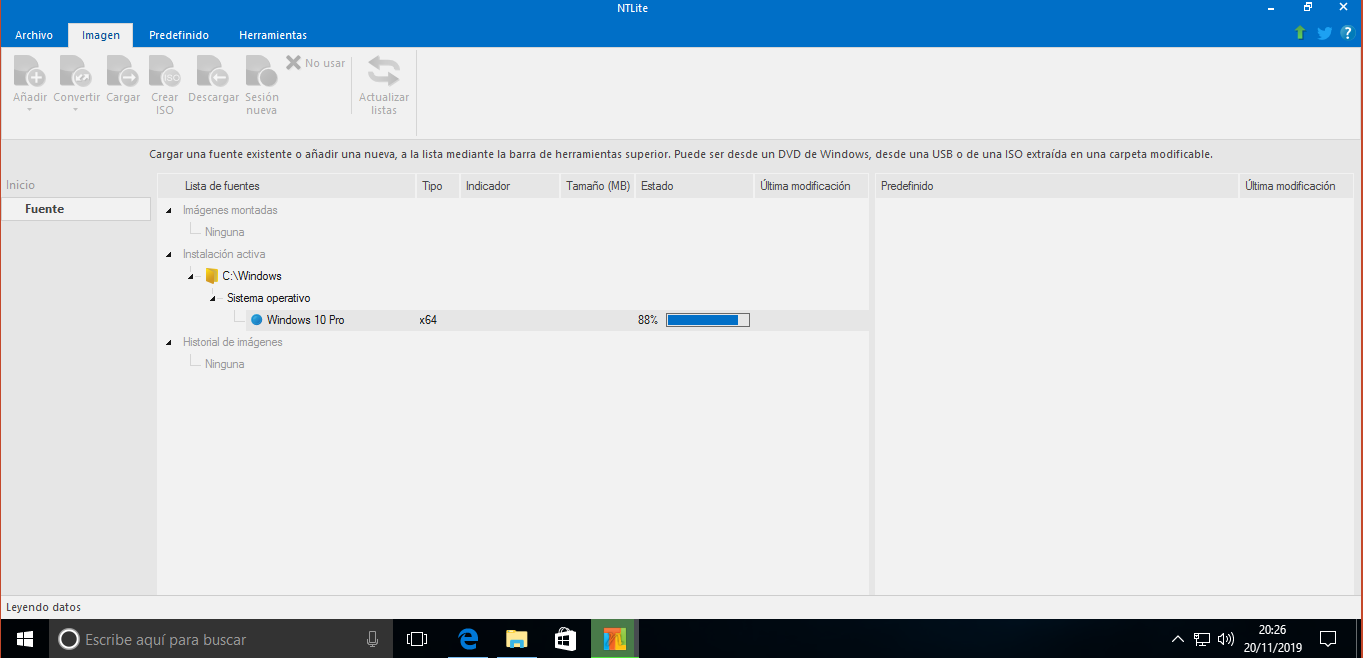 NTLite
Archivo Imagen Predefinido Herramientas
?
Añadir Convertir Cargar Crear ISO Descargar Sesión nueva No usar Actualizar listas
Cargar una fuente existente o añadir una nueva, a la lista mediante la barra de herramientas superior. Puede ser desde un DVD de Windows, desde una USB o de una ISO extraída en una carpeta modificable.
Inicio
Fuente
Lista de fuentes Tipo Indicador Tamaño (MB) Estado Última modificación Predefinido Última modificación
Imágenes montadas
Ninguna
Instalación activa
C:\Windows
Sistema operativo
Windows 10 Pro x64 88%
Historial de imágenes
Ninguna
Leyendo datos
Escribe aquí para buscar
20:26
20/11/2019